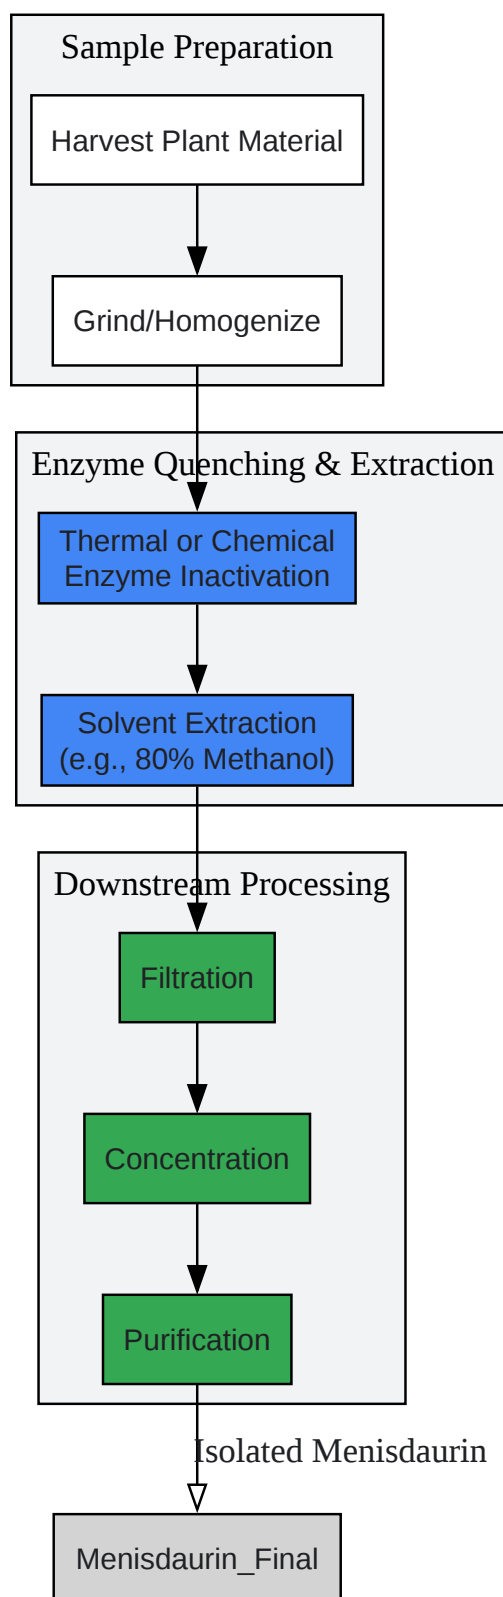 Sample Preparation
Harvest Plant Material
Grind/Homogenize
Enzyme Quenching & Extraction
Thermal or Chemical
Enzyme Inactivation
Solvent Extraction
(e.g., 80% Methanol)
Downstream Processing
Filtration
Concentration
Purification
Isolated Menisdaurin
Menisdaurin_Final